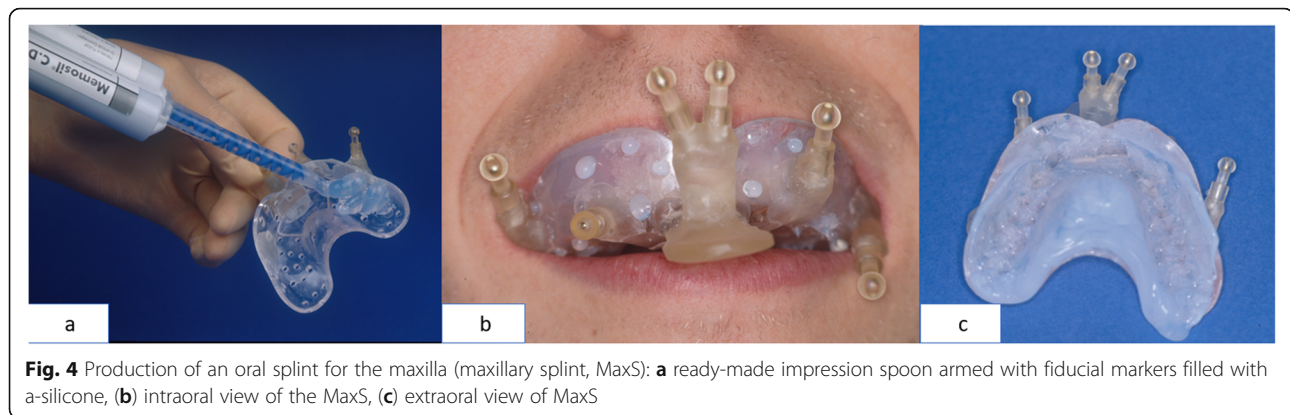 Memosil® C.D
a
b
c
Fig. 4 Production of an oral splint for the maxilla (maxillary splint, MaxS): a ready-made impression spoon armed with fiducial markers filled with
a-silicone, (b) intraoral view of the MaxS, (c) extraoral view of MaxS